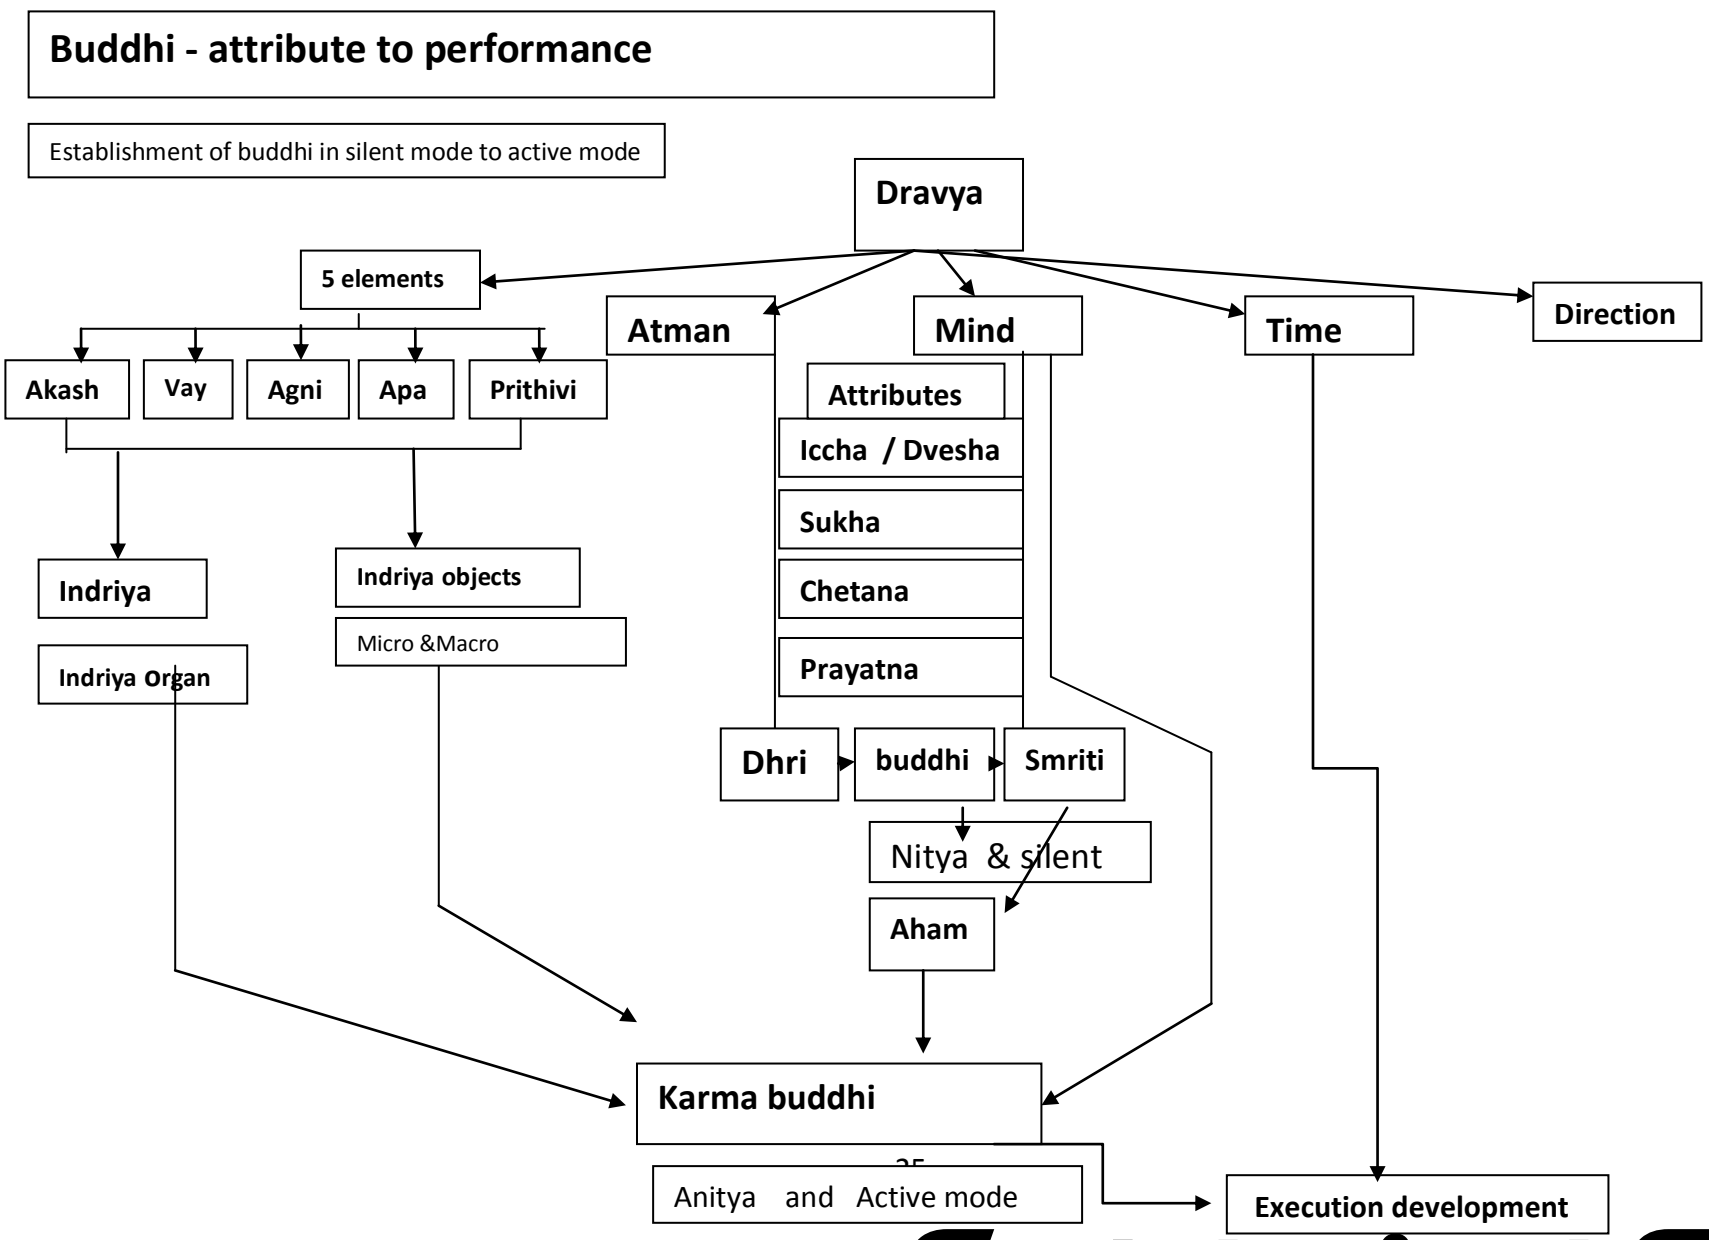 Buddhi - attribute to performance
Establishment of buddhi in silent mode to active mode
Dravya
5 elements
Atman
Mind
Time
Direction
Akash
Vay
Agni
Apa
Prithivi
Attributes
Iccha / Dvesha
Sukha
Chetana
Prayatna
Indriya
Indriya objects
Micro &Macro
Indriya Organ
Dhri
buddhi
Smriti
Nitya & silent
Aham
Karma buddhi
Anitya and Active mode
Execution development